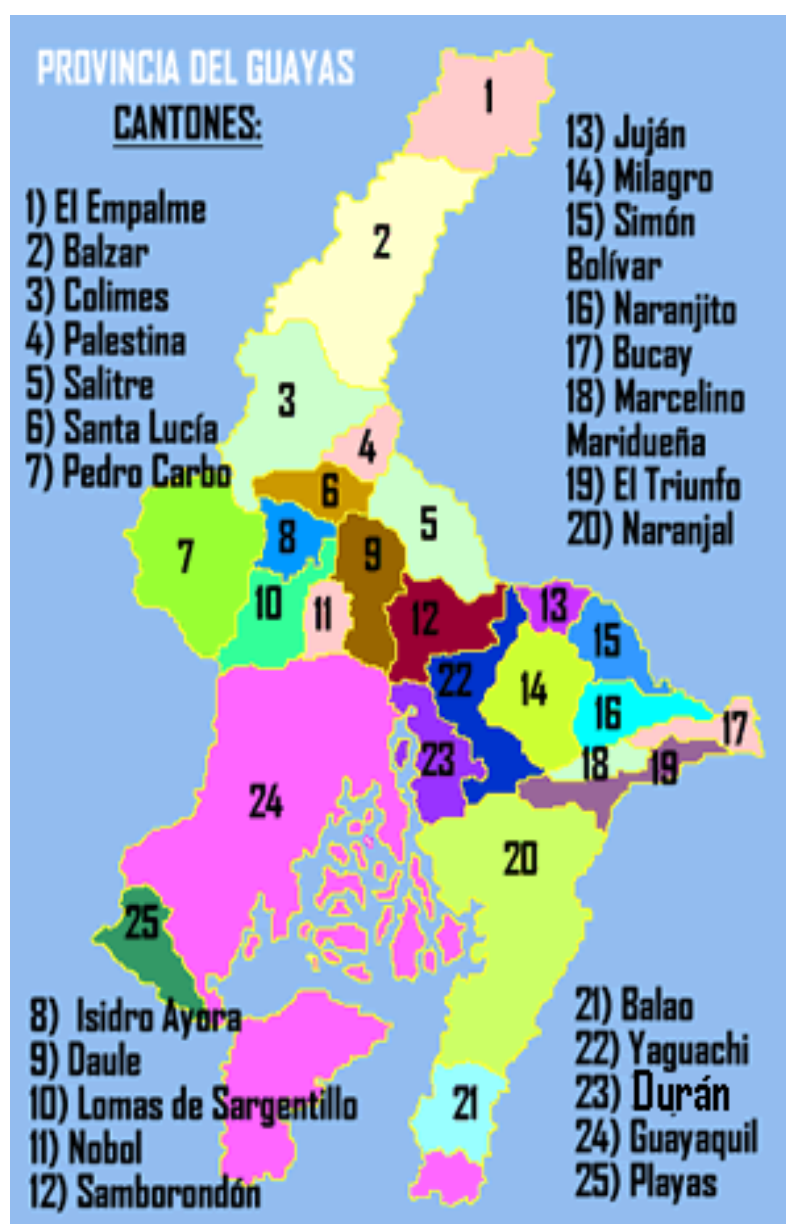 PROVINCIA DEL GUAYAS
CANTONES:
1) El Empalme
2) Balzar
3) Colimes
4) Palestina
5) Salitre
6) Santa Lucía
7) Pedro Carbo
8) Isidro Ayora
9) Daule
10) Lomas de Sargentillo
11) Nobol
12) Samborondón
13) Juján
14) Milagro
15) Simón
Bolívar
16) Naranjito
17) Bucay
18) Marcelino
Maridueña
19) El Triunfo
20) Naranjal
21) Balao
22) Yaguachi
23) Durán
24) Guayaquil
25) Playas
1
2
3
4
5
6
7
8
9
10
11
12
13
14
15
16
17
18
19
20
21
22
23
24
25